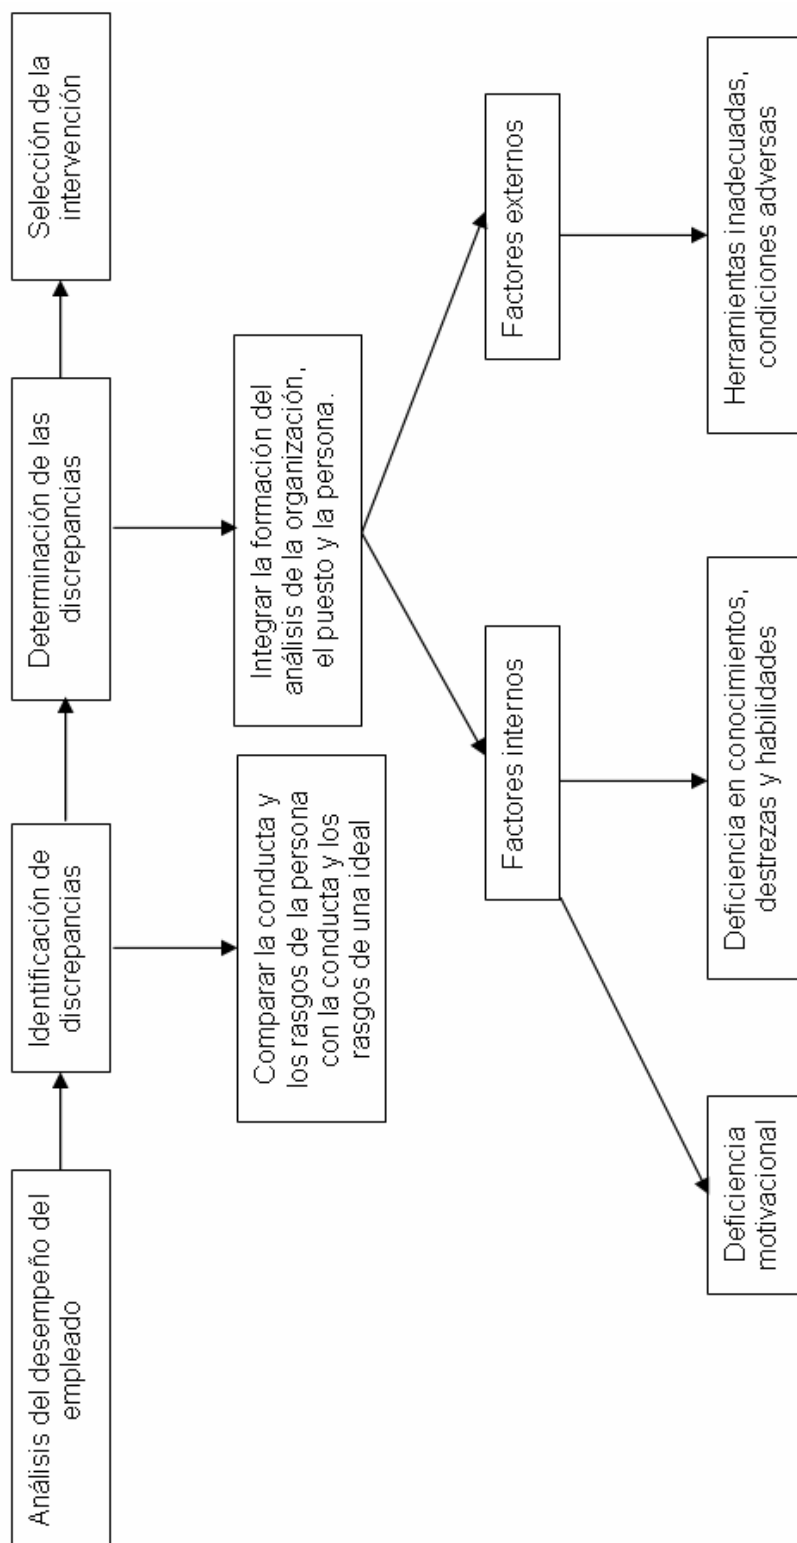 Análisis del desempeño del
empleado
Identificación de
discrepancias
Determinación de las
discrepancias
Selección de la
intervención
Comparar la conducta y
los rasgos de la persona
con la conducta y los
rasgos de una ideal
Integrar la formación del
análisis de la organización,
el puesto y la persona.
Factores internos
Factores externos
Deficiencia
motivacional
Deficiencia en conocimientos,
destrezas y habilidades
Herramientas inadecuadas,
condiciones adversas